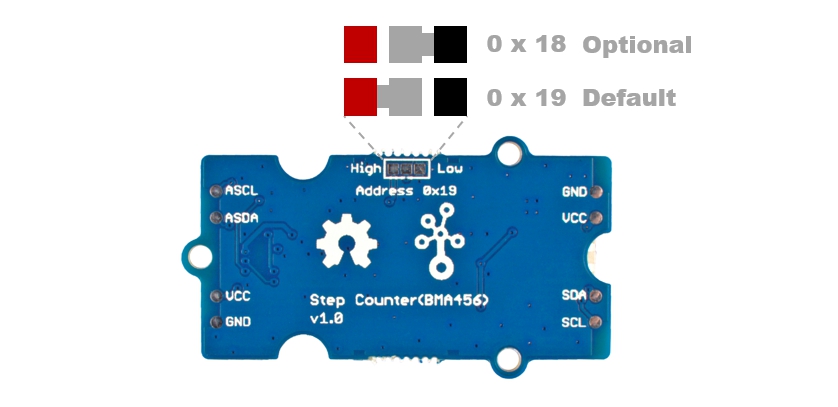 0 x 18 Optional
0 x 19 Default
High Low
Address 0x19
ASCL GND
ASDA VCC
VCC SDA
GND SCL
Step Counter(BMA456)
v1.0